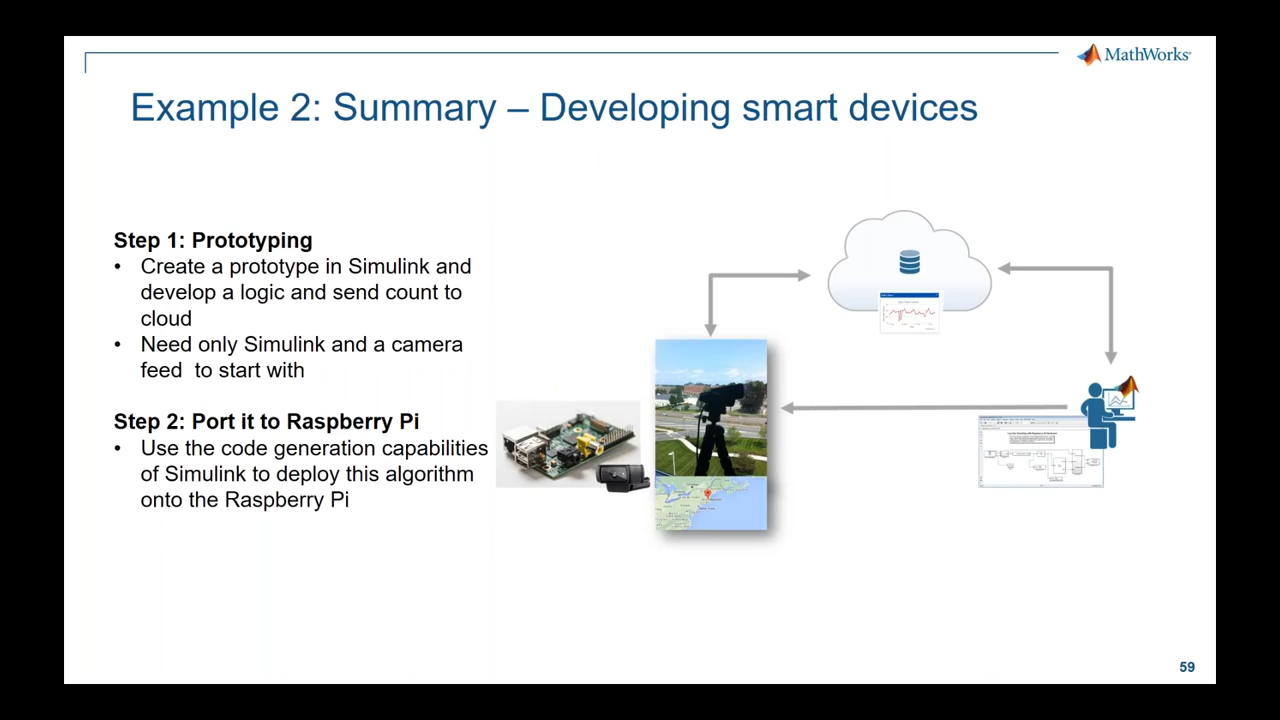 MathWorks®
Example 2: Summary – Developing smart devices
Step 1: Prototyping
• Create a prototype in Simulink and
develop a logic and send count to
cloud
• Need only Simulink and a camera
feed to start with
Step 2: Port it to Raspberry Pi
• Use the code generation capabilities
of Simulink to deploy this algorithm
onto the Raspberry Pi
59